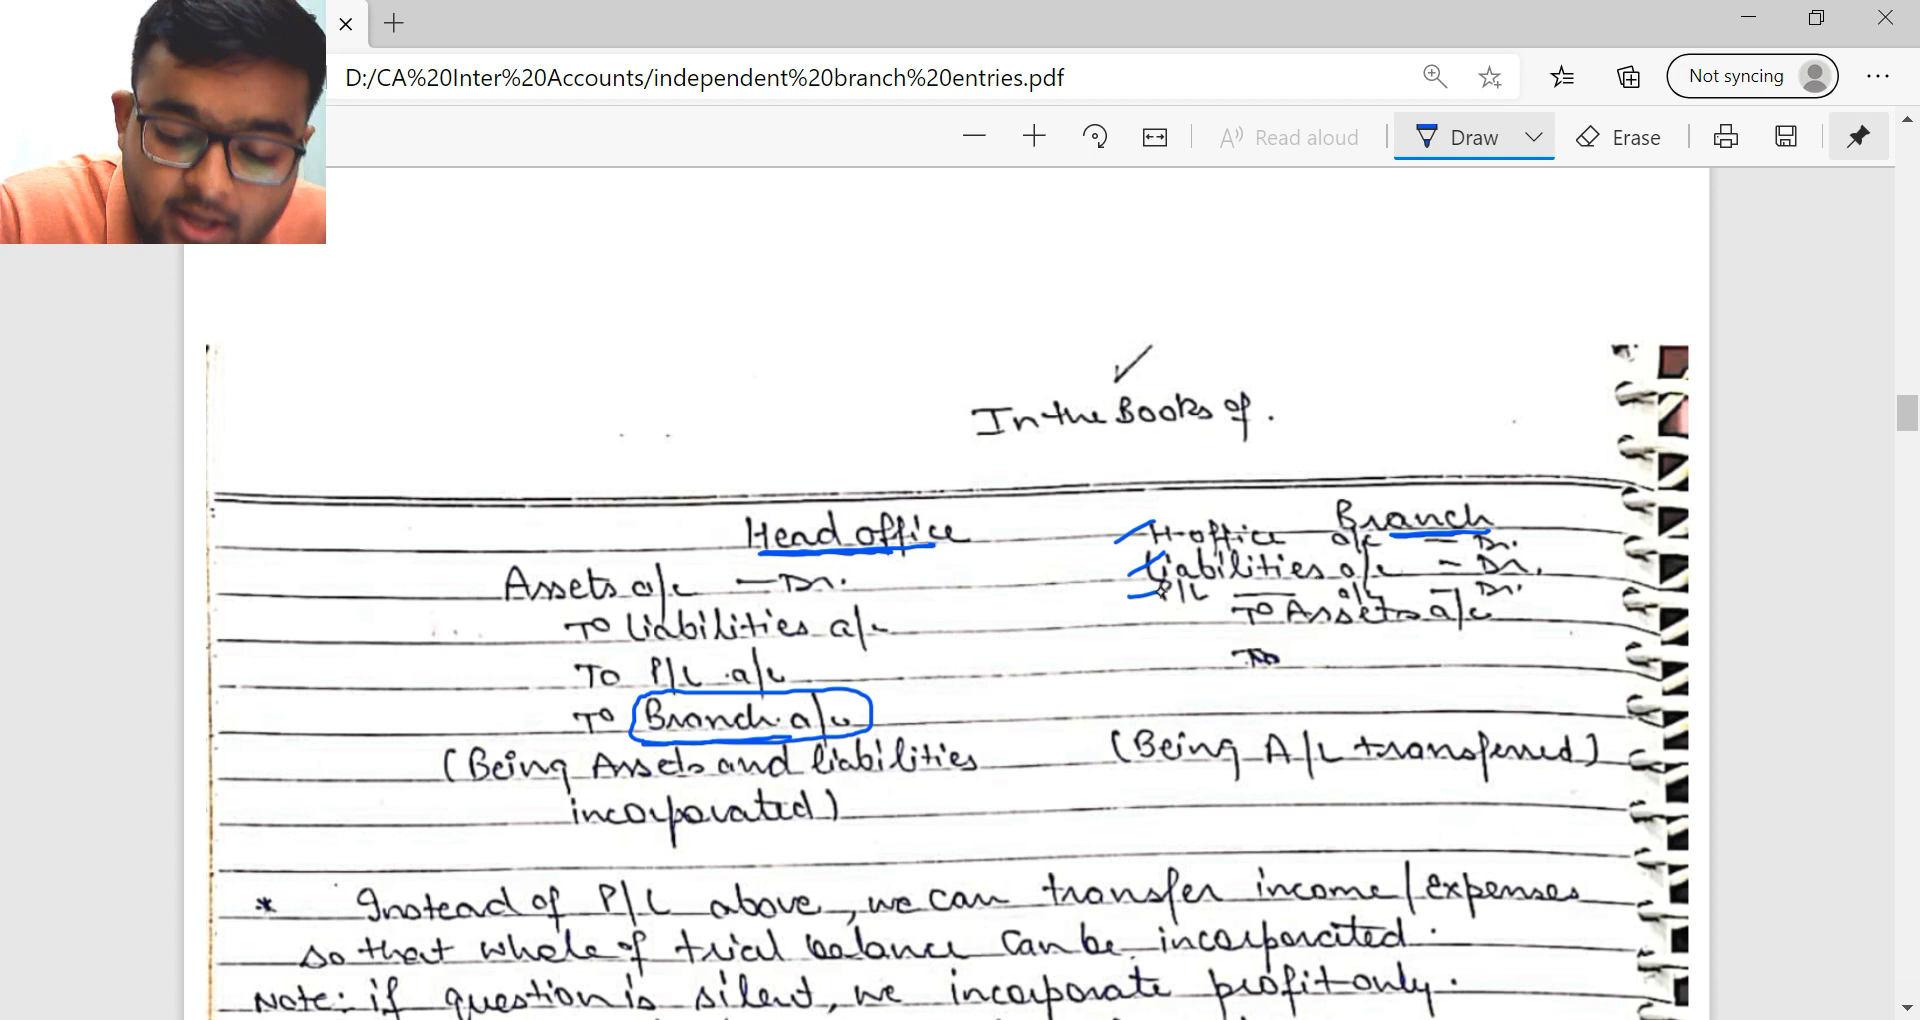 D:/CA%20Inter%20Accounts/independent%20branch%20entries.pdf
Not syncing
Read aloud
Draw
Erase
In the Books of .
Head office
Branch
Assets a/c — Dr.
To liabilities a/c
To P/L a/c
To Branch a/c
(Being Assets and liabilities
incorporated)
H-office a/c — Dr.
Liabilities a/c - Dr.
P/L a/c - Dr.
To Assets a/c
To
(Being A/L transferred)
* Instead of P/L above, we can transfer income/expenses
so that whole of trial balance can be incorporated.
Note: if question is silent, we incorporate profit only.